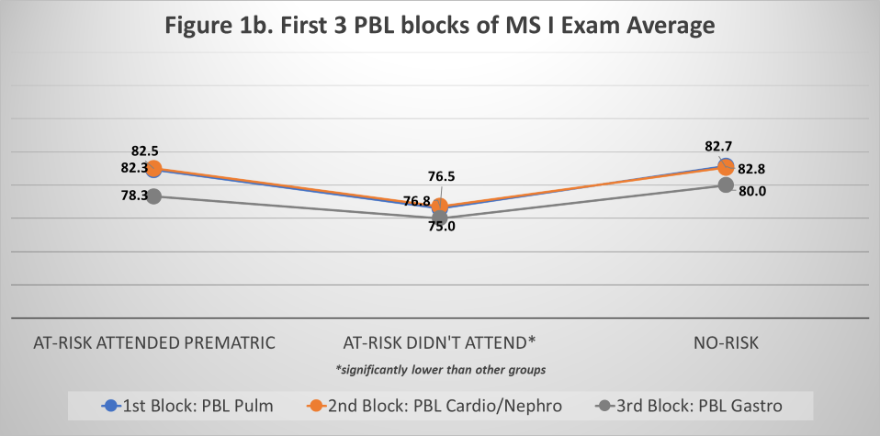 Figure 1b. First 3 PBL blocks of MS I Exam Average
82.5
82.3
78.3
76.5
76.8
75.0
82.7
82.8
80.0
AT-RISK ATTENDED PREMATRIC
AT-RISK DIDN'T ATTEND*
NO-RISK
*significantly lower than other groups
1st Block: PBL Pulm
2nd Block: PBL Cardio/Nephro
3rd Block: PBL Gastro